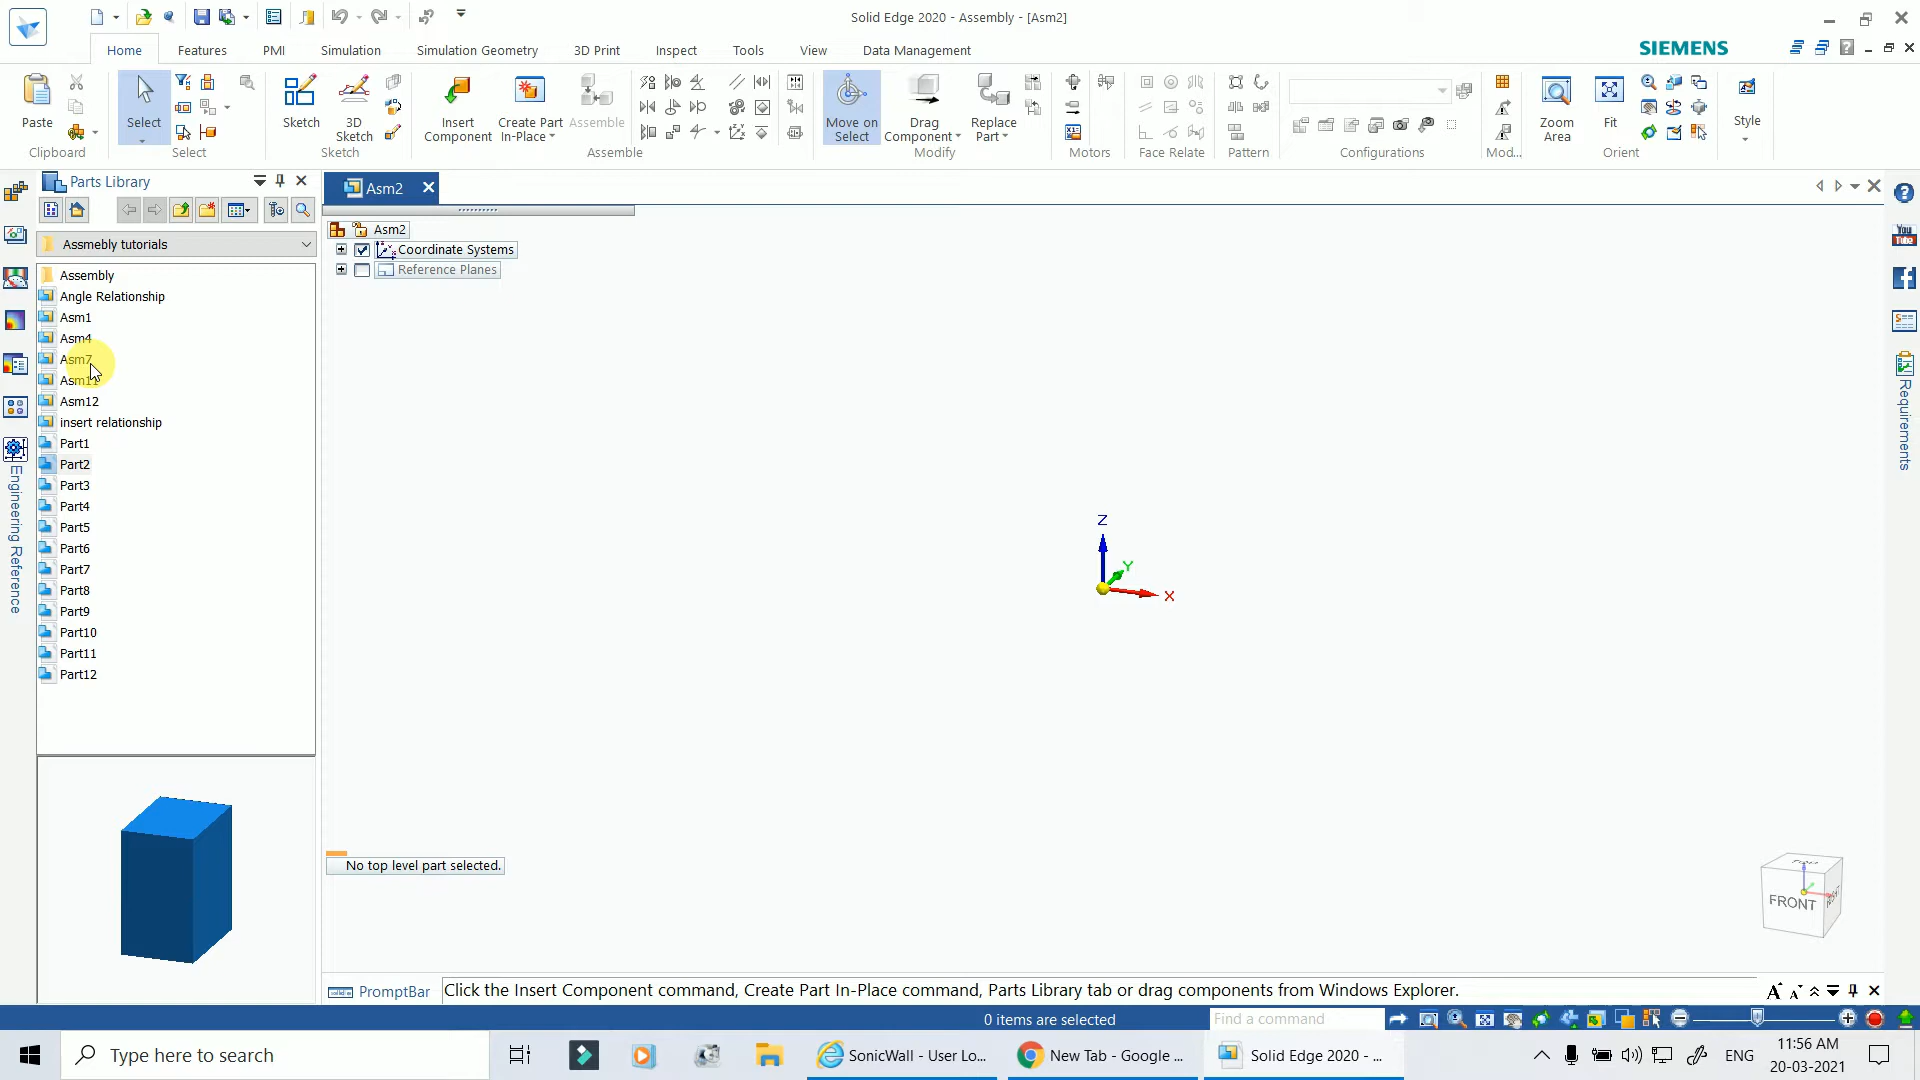 Solid Edge 2020 - Assembly - [Asm2]
Home Features PMI Simulation Simulation Geometry 3D Print Inspect Tools View Data Management
SIEMENS
Paste
Clipboard
Select
Select
Sketch
3D Sketch
Sketch
Insert Component
Create Part In-Place
Assemble
Assemble
Move on Select
Drag Component
Replace Part
Modify
Motors
Face Relate
Pattern
Configurations
Mod...
Zoom Area
Fit
Orient
Style
Parts Library
Assmebly tutorials
Assembly
Angle Relationship
Asm1
Asm4
Asm7
Asm11
Asm12
insert relationship
Part1
Part2
Part3
Part4
Part5
Part6
Part7
Part8
Part9
Part10
Part11
Part12
Engineering Reference
Asm2
Asm2
Coordinate Systems
Reference Planes
Z
Y
X
No top level part selected.
TOP
FRONT
RIGHT
You Tube
Requirements
PromptBar
Click the Insert Component command, Create Part In-Place command, Parts Library tab or drag components from Windows Explorer.
0 items are selected
Find a command
Type here to search
SonicWall - User Lo...
New Tab - Google ...
Solid Edge 2020 - ...
ENG
11:56 AM
20-03-2021